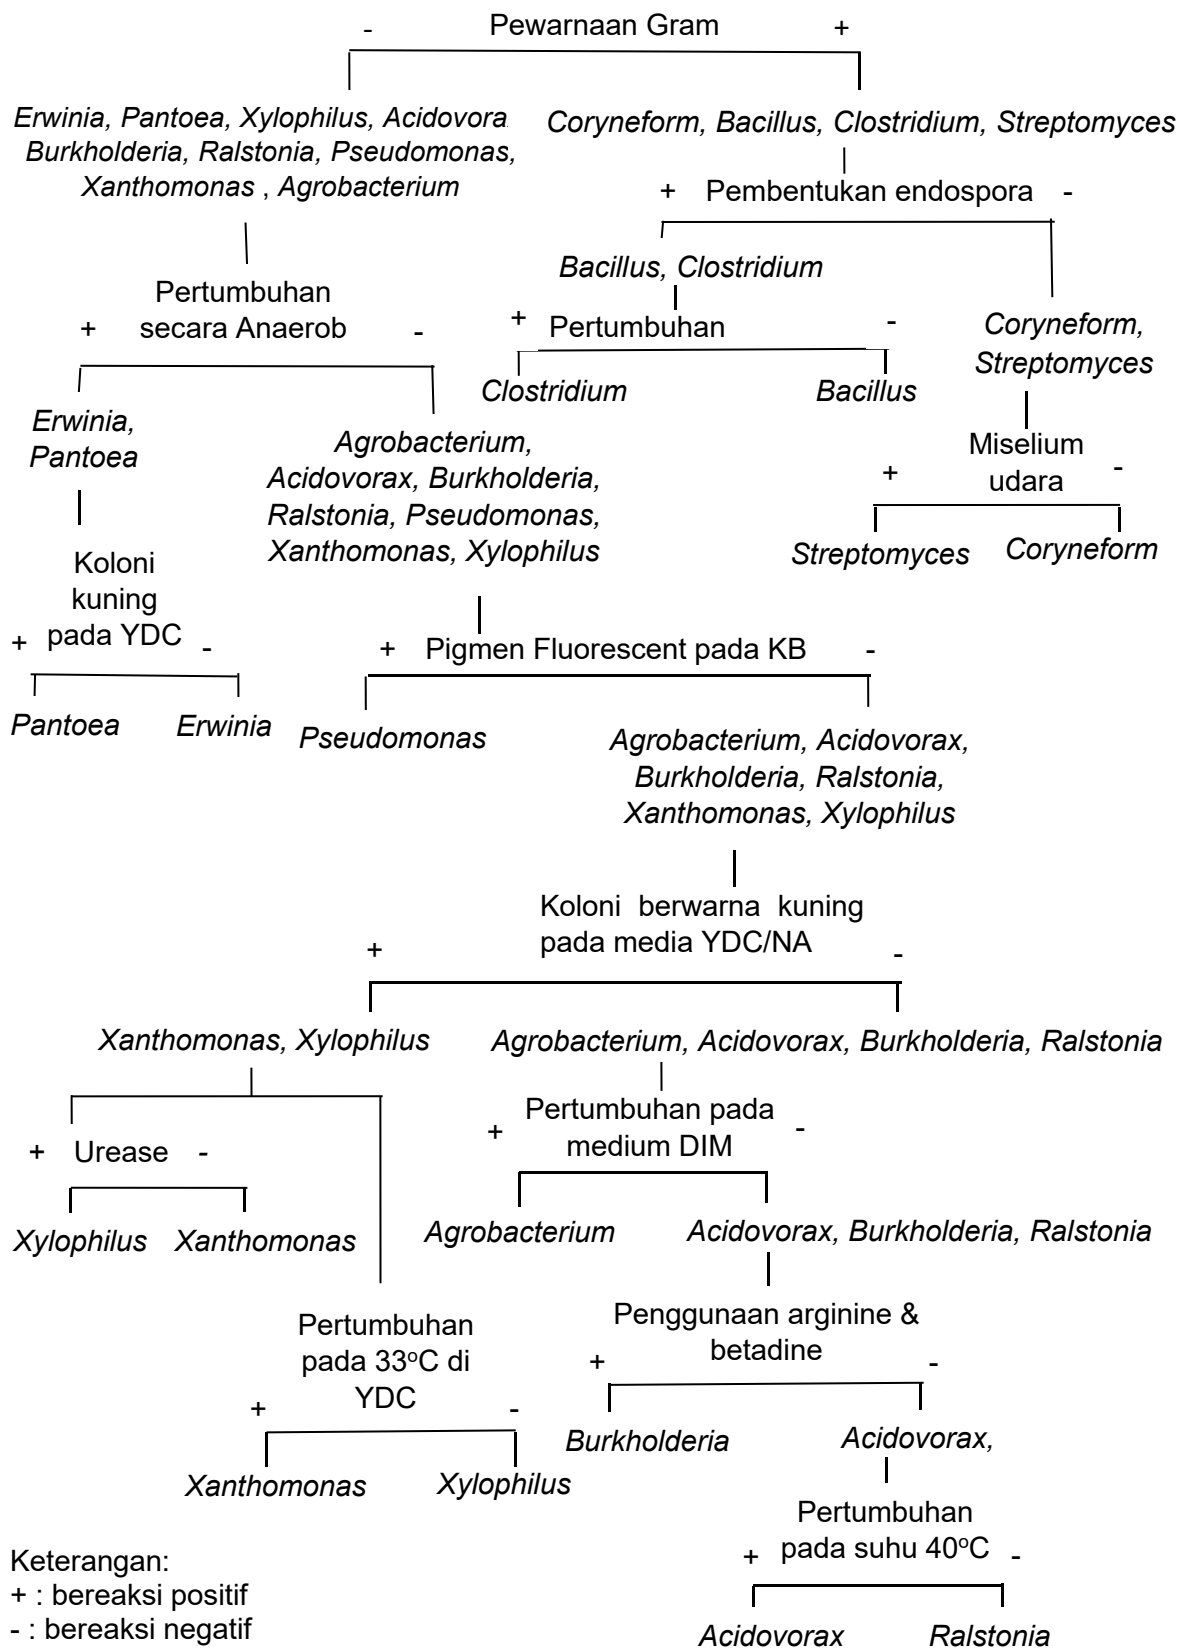 - Pewarnaan Gram +
Erwinia, Pantoea, Xylophilus, Acidovora
Burkholderia, Ralstonia, Pseudomonas,
Xanthomonas , Agrobacterium
Coryneform, Bacillus, Clostridium, Streptomyces
+ Pembentukan endospora -
Bacillus, Clostridium
+ Pertumbuhan -
Clostridium Bacillus
Coryneform,
Streptomyces
Miselium
+ udara -
Streptomyces Coryneform
Pertumbuhan
+ secara Anaerob -
Erwinia,
Pantoea
Agrobacterium,
Acidovorax, Burkholderia,
Ralstonia, Pseudomonas,
Xanthomonas, Xylophilus
Koloni
kuning
+ pada YDC -
Pantoea Erwinia
+ Pigmen Fluorescent pada KB -
Pseudomonas
Agrobacterium, Acidovorax,
Burkholderia, Ralstonia,
Xanthomonas, Xylophilus
Koloni berwarna kuning
+ pada media YDC/NA -
Xanthomonas, Xylophilus
Agrobacterium, Acidovorax, Burkholderia, Ralstonia
+ Urease -
Xylophilus Xanthomonas
Pertumbuhan pada
+ medium DIM -
Agrobacterium
Acidovorax, Burkholderia, Ralstonia
Pertumbuhan
pada 33°C di
+ YDC -
Xanthomonas Xylophilus
Penggunaan arginine &
+ betadine -
Burkholderia Acidovorax,
Pertumbuhan
+ pada suhu 40°C -
Acidovorax Ralstonia
Keterangan:
+ : bereaksi positif
- : bereaksi negatif